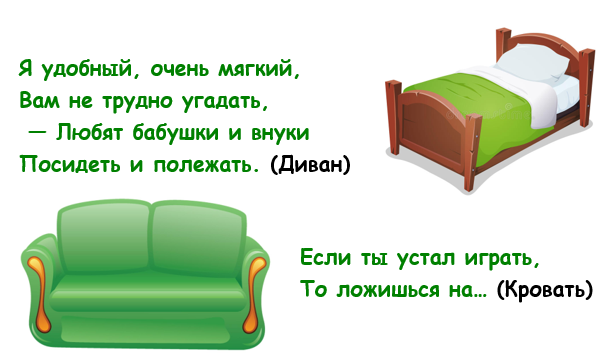 Я удобный, очень мягкий,
Вам не трудно угадать,
— Любят бабушки и внуки
Посидеть и полежать. (Диван)
Если ты устал играть,
То ложишься на… (Кровать)